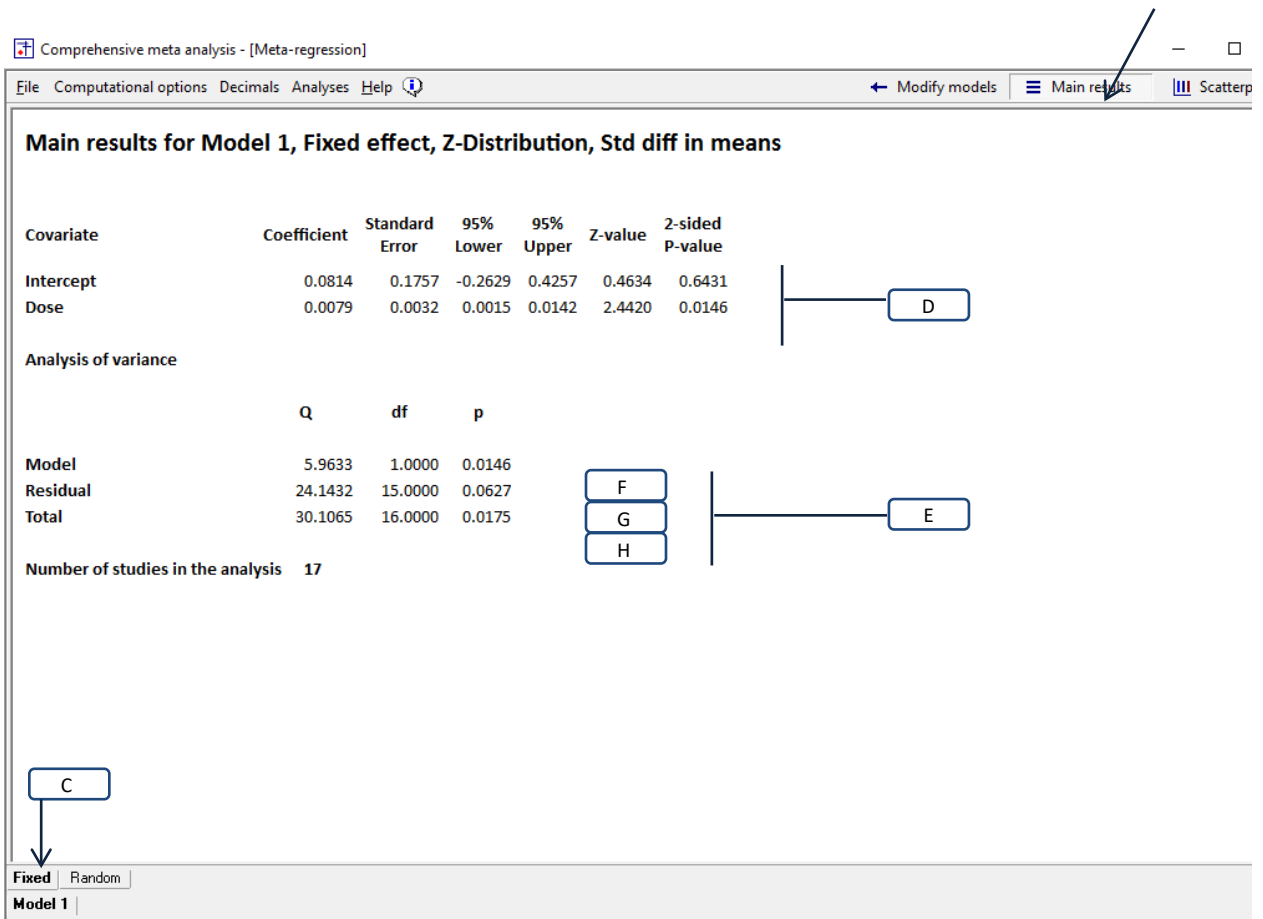 Comprehensive meta analysis - [Meta-regression]
File Computational options Decimals Analyses Help Modify models Main results Scatterp
Main results for Model 1, Fixed effect, Z-Distribution, Std diff in means
Covariate Coefficient Standard Error 95% Lower 95% Upper Z-value 2-sided P-value
Intercept 0.0814 0.1757 -0.2629 0.4257 0.4634 0.6431
Dose 0.0079 0.0032 0.0015 0.0142 2.4420 0.0146
D
Analysis of variance
Q df p
Model 5.9633 1.0000 0.0146
Residual 24.1432 15.0000 0.0627 F
Total 30.1065 16.0000 0.0175 G E
H
Number of studies in the analysis 17
C
Fixed Random
Model 1